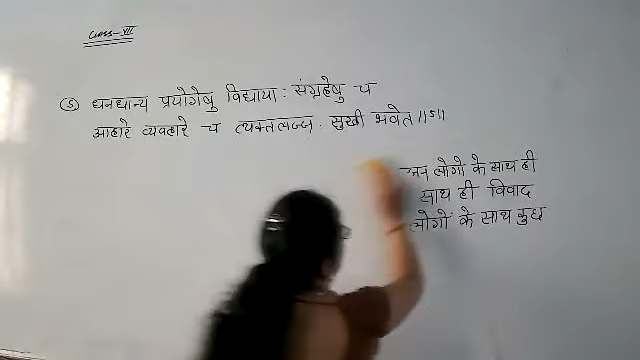 Class-VII
(5) धनधान्य प्रयोगेषु विद्याया: संग्रहेषु च
आहारे व्यवहारे च त्यक्तलज्ज: सुखी भवेत ॥5॥
लोगो के साथ ही
साथ ही विवाद
लोगों के साथ कुछ